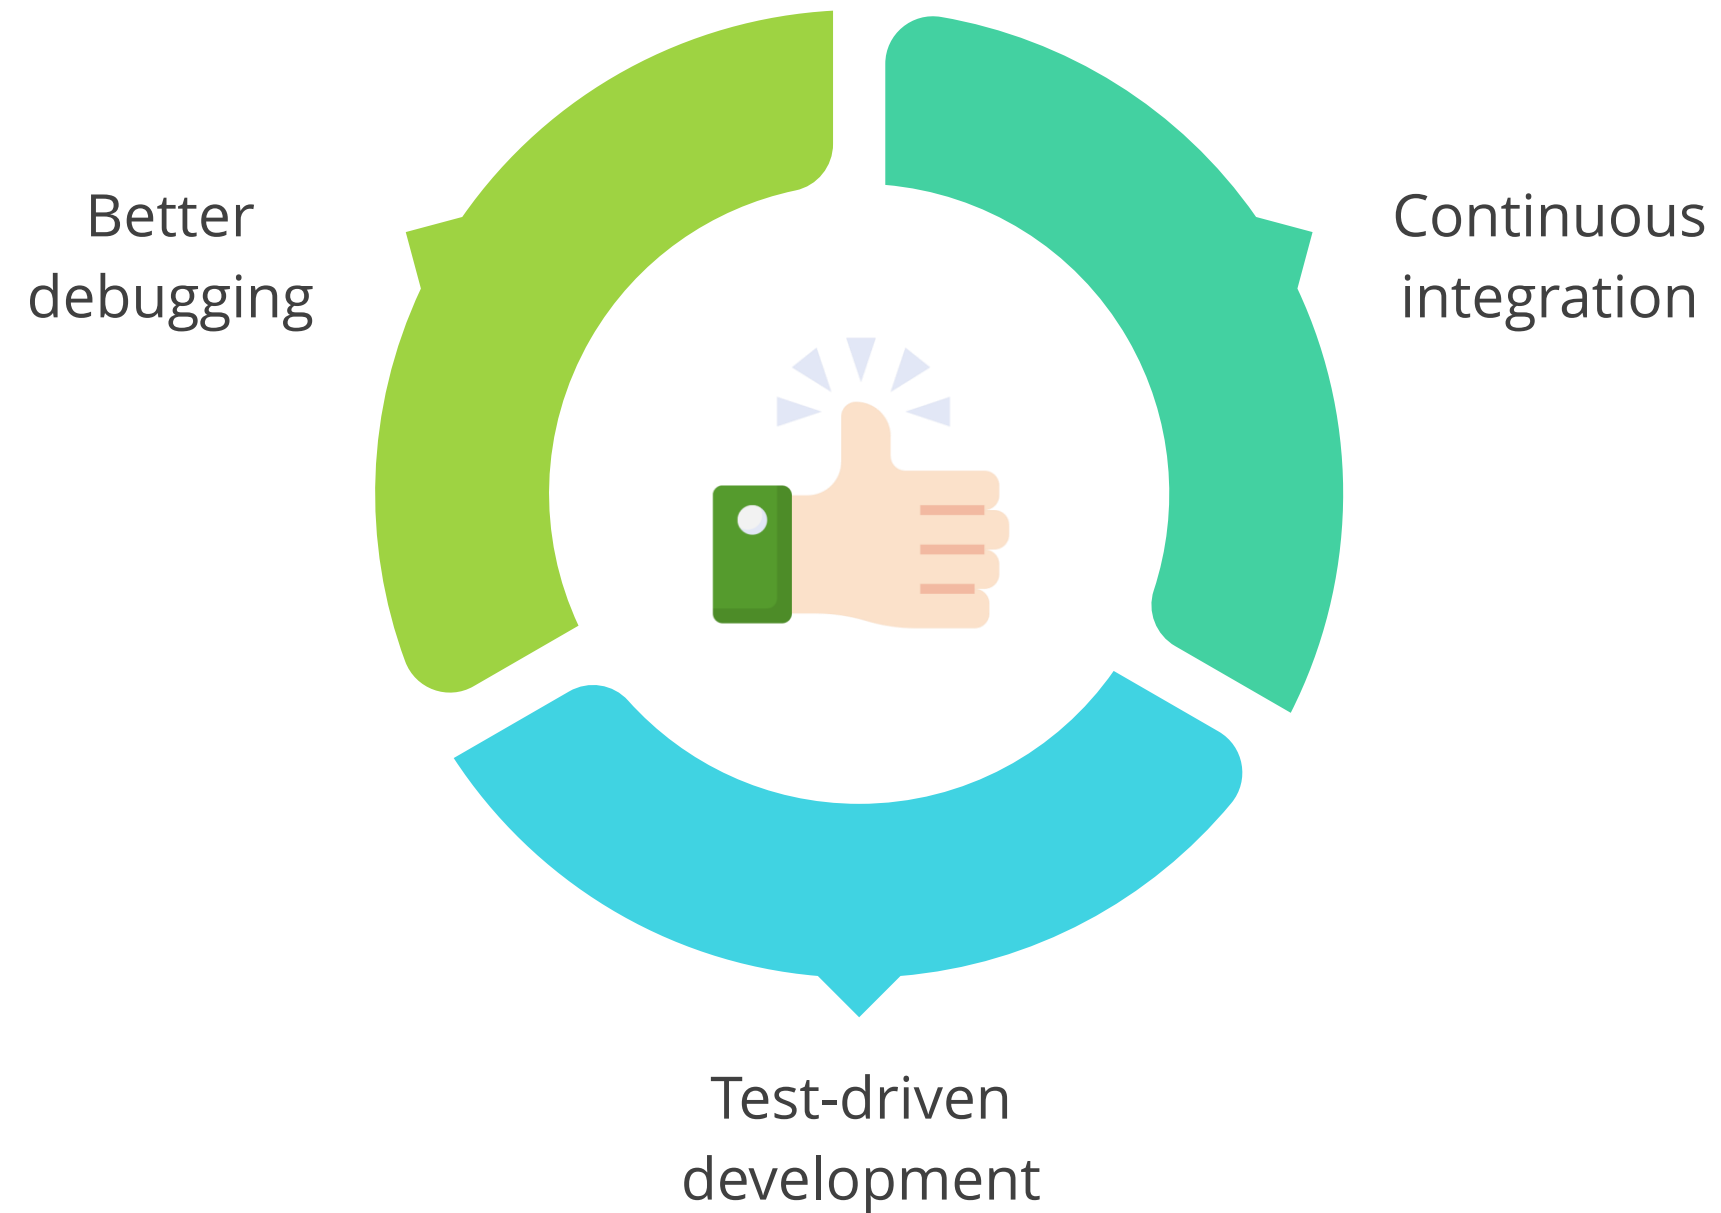 Better
debugging
Continuous
integration
Test-driven
development